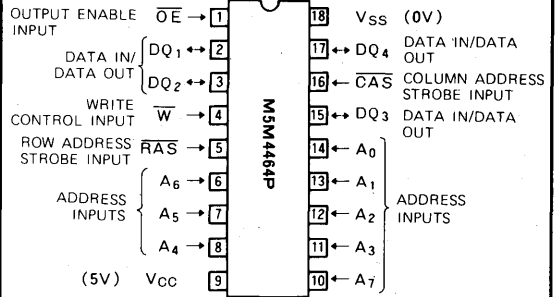 OUTPUT ENABLE
INPUT
OE → 1
DATA IN/
DATA OUT
DQ1 ↔ 2
DQ2 ↔ 3
WRITE
CONTROL INPUT
W → 4
ROW ADDRESS
STROBE INPUT
RAS → 5
ADDRESS
INPUTS
A6 → 6
A5 → 7
A4 → 8
(5V) VCC 9
M5M4464P
18 VSS (0V)
17 ↔ DQ4 DATA IN/DATA
OUT
16 ← CAS COLUMN ADDRESS
STROBE INPUT
15 ↔ DQ3 DATA IN/DATA
OUT
14 ← A0
13 ← A1
12 ← A2
11 ← A3
10 ← A7
ADDRESS
INPUTS